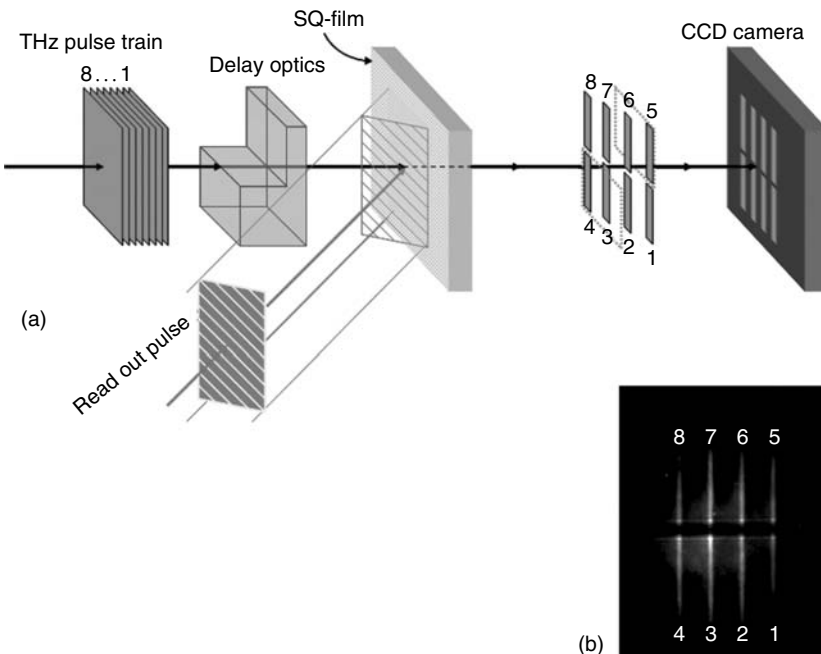 SQ-film
THz pulse train
CCD camera
8 . . . 1
Delay optics
8
7
6
5
4
3
2
1
(a)
Read out pulse
8 7 6 5
4 3 2 1
(b)